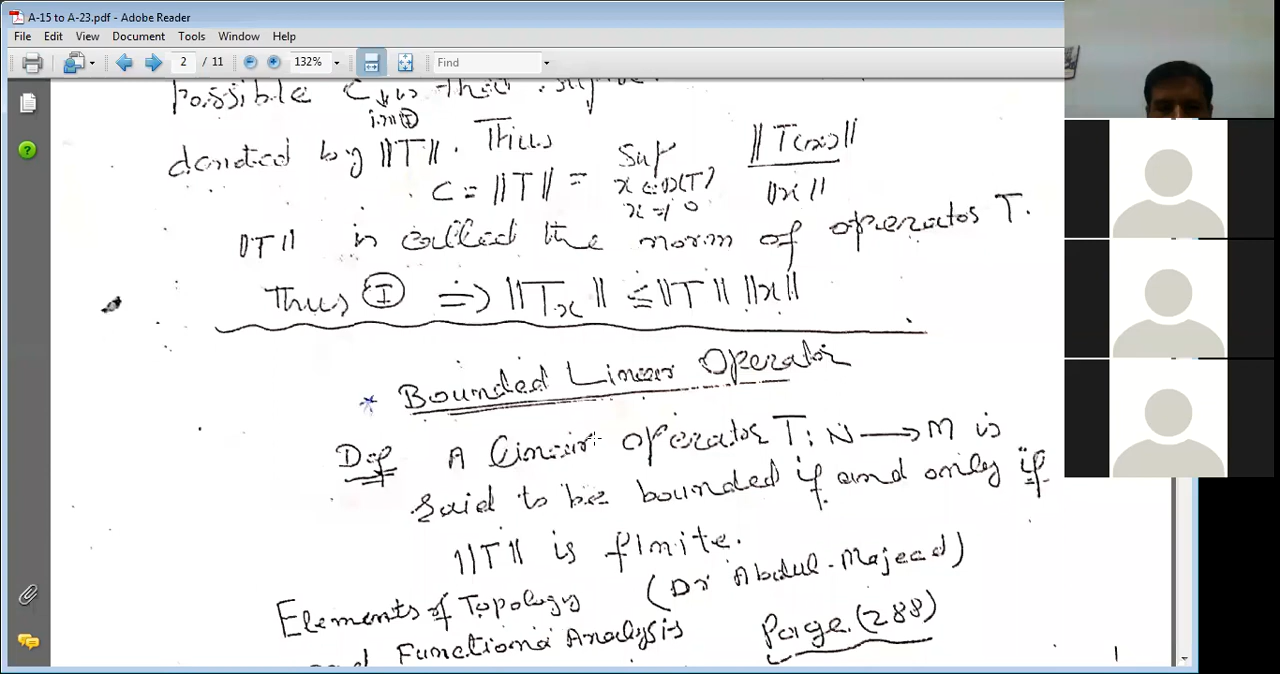 A-15 to A-23.pdf - Adobe Reader
File Edit View Document Tools Window Help
2 / 11 132% Find
Possible C in that
in Ⓘ
denoted by ||T||. Thus
C = ||T|| = Sup x∈D(T) x≠0 ||T(x)|| / ||x||
||T|| is called the norm of operator T.
Thus Ⓘ ⇒ ||Tx|| ≤ ||T|| ||x||
* Bounded Linear Operator
Def A Linear operator T: N → M is
said to be bounded if and only if
||T|| is finite.
(Dr Abdul-Majeed)
Elements of Topology
and Functional Analysis
Page (288)